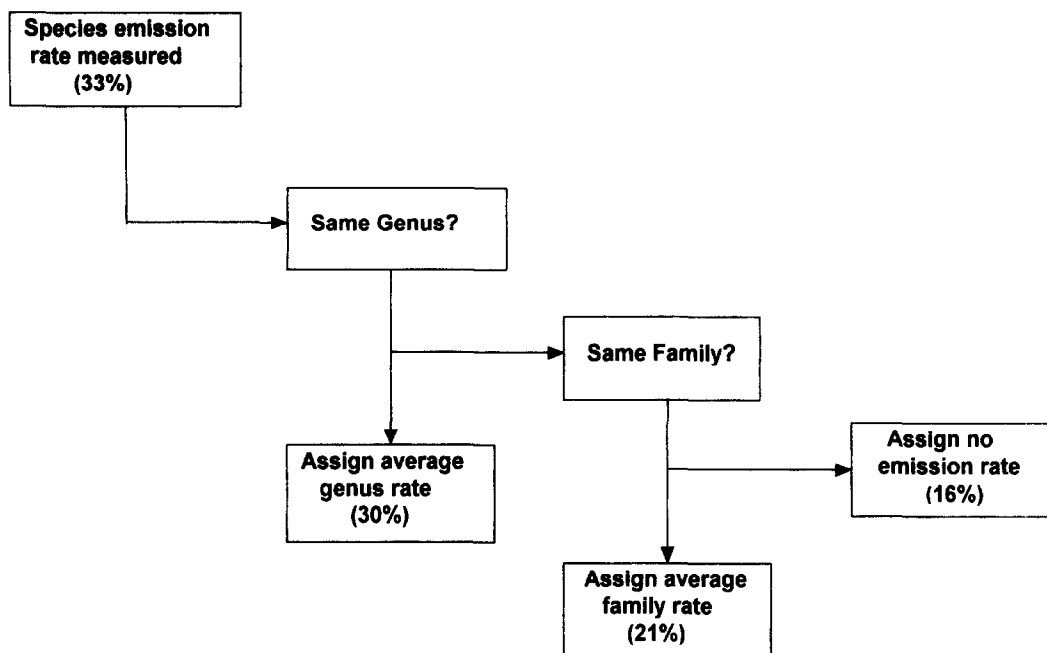 Species emission
rate measured
(33%)
Same Genus?
Same Family?
Assign average
genus rate
(30%)
Assign no
emission rate
(16%)
Assign average
family rate
(21%)